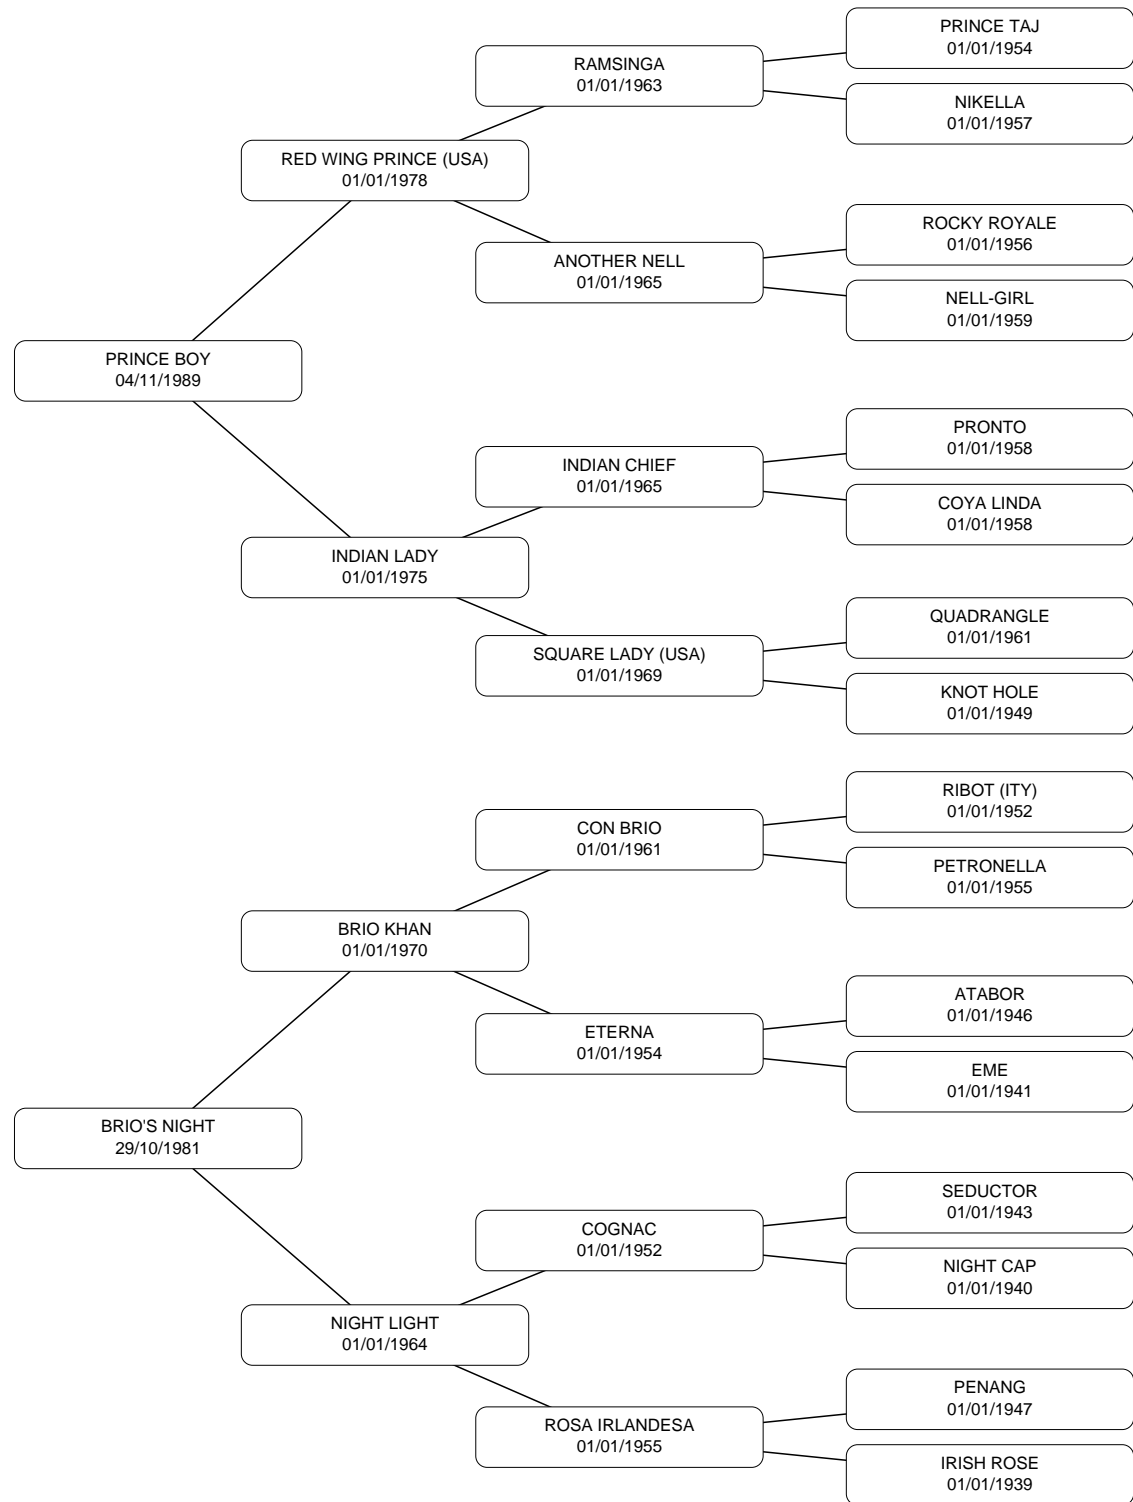 PRINCE TAJ
01/01/1954
RAMSINGA
01/01/1963
NIKELLA
01/01/1957
RED WING PRINCE (USA)
01/01/1978
ROCKY ROYALE
01/01/1956
ANOTHER NELL
01/01/1965
NELL-GIRL
01/01/1959
PRINCE BOY
04/11/1989
PRONTO
01/01/1958
INDIAN CHIEF
01/01/1965
COYA LINDA
01/01/1958
INDIAN LADY
01/01/1975
QUADRANGLE
01/01/1961
SQUARE LADY (USA)
01/01/1969
KNOT HOLE
01/01/1949
RIBOT (ITY)
01/01/1952
CON BRIO
01/01/1961
PETRONELLA
01/01/1955
BRIO KHAN
01/01/1970
ATABOR
01/01/1946
ETERNA
01/01/1954
EME
01/01/1941
BRIO'S NIGHT
29/10/1981
SEDUCTOR
01/01/1943
COGNAC
01/01/1952
NIGHT CAP
01/01/1940
NIGHT LIGHT
01/01/1964
PENANG
01/01/1947
ROSA IRLANDESA
01/01/1955
IRISH ROSE
01/01/1939